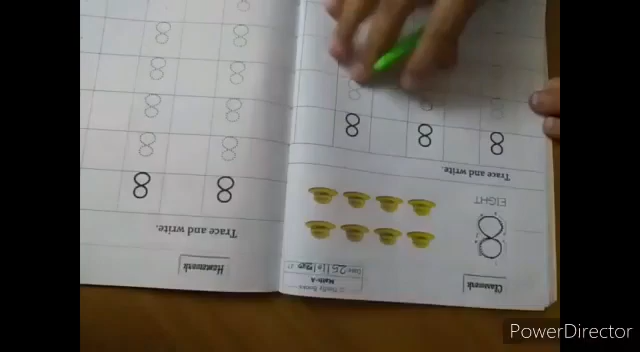 Classwork
Math-A
8
EIGHT
Trace and write.
8 8 8
Homework
Trace and write.
8 8
PowerDirector